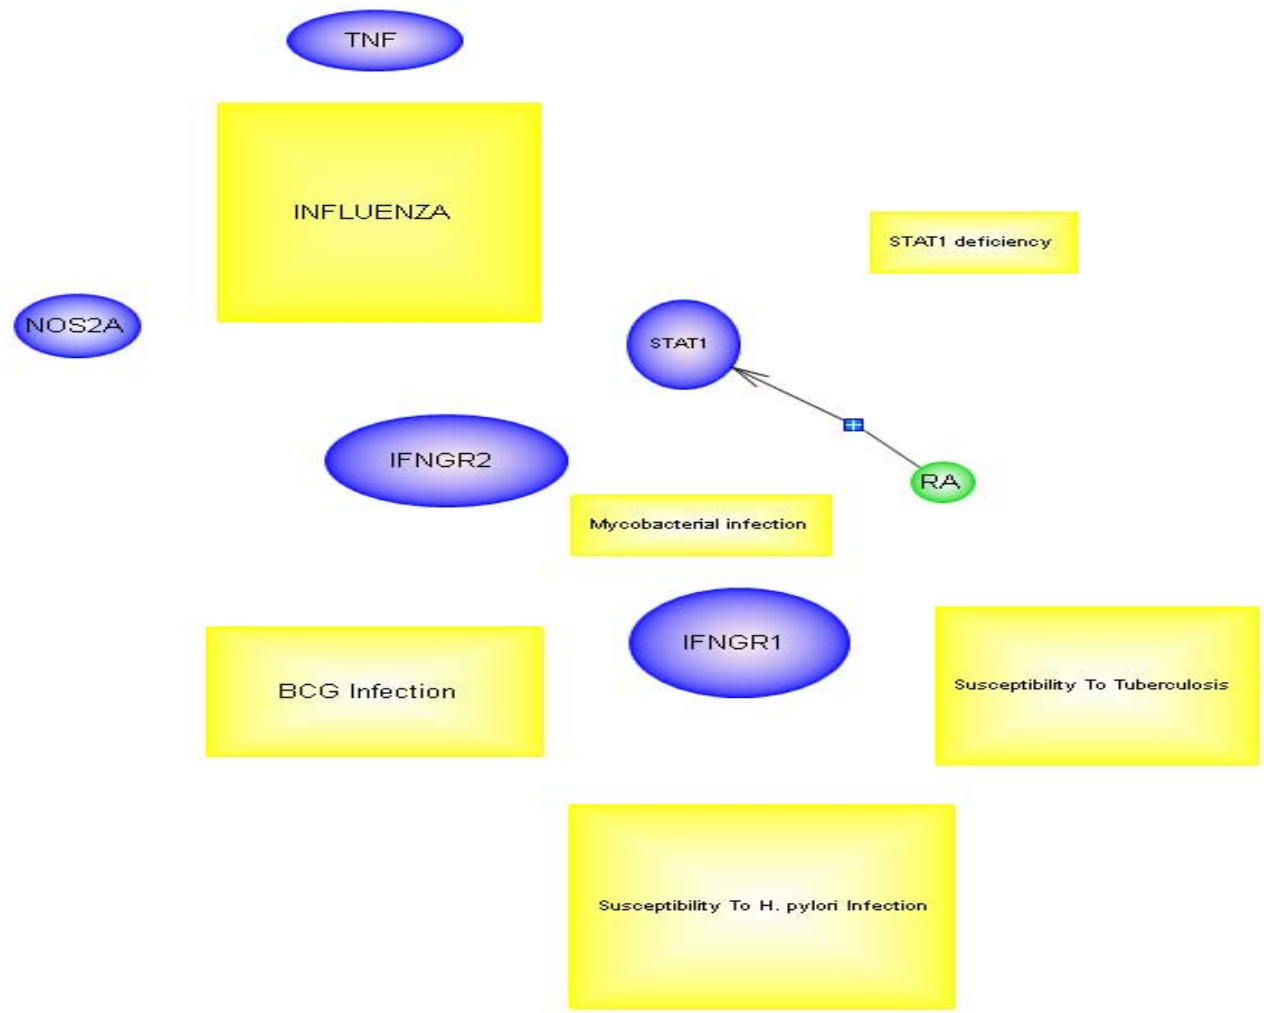 TNF
INFLUENZA
STAT1 deficiency
NOS2A
STAT1
IFNGR2
RA
Mycobacterial infection
IFNGR1
Susceptibility To Tuberculosis
BCG Infection
Susceptibility To H. pylori Infection